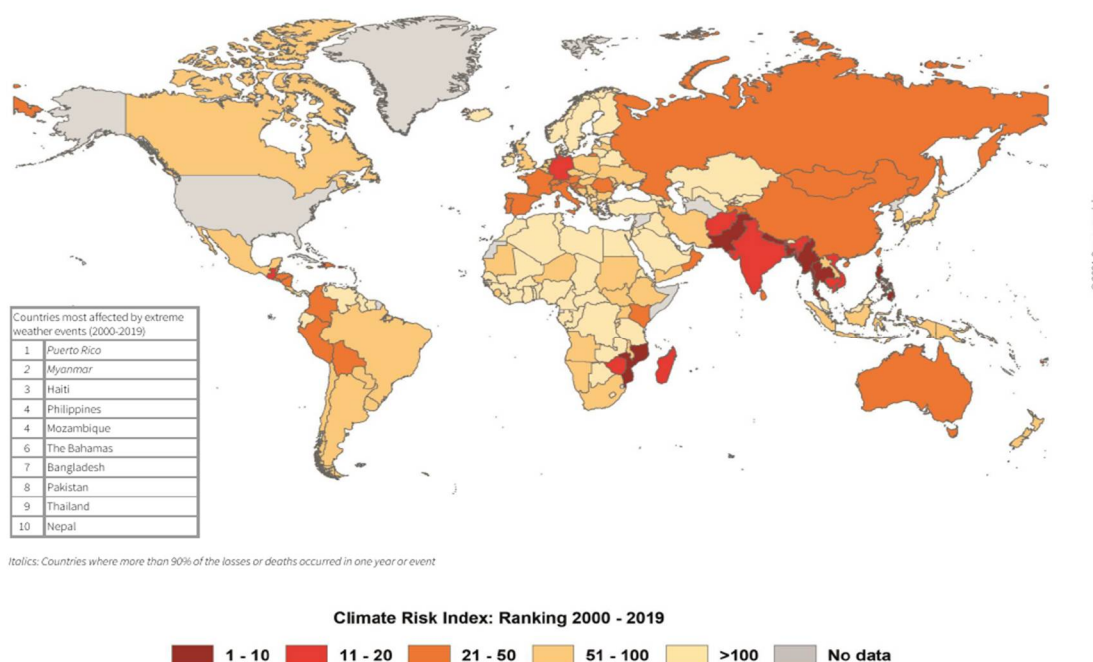 Countries most affected by extreme
weather events (2000-2019)
1 Puerto Rico
2 Myanmar
3 Haiti
4 Philippines
4 Mozambique
6 The Bahamas
7 Bangladesh
8 Pakistan
9 Thailand
10 Nepal
Italics: Countries where more than 90% of the losses or deaths occurred in one year or event
Climate Risk Index: Ranking 2000 - 2019
1 - 10 11 - 20 21 - 50 51 - 100 >100 No data